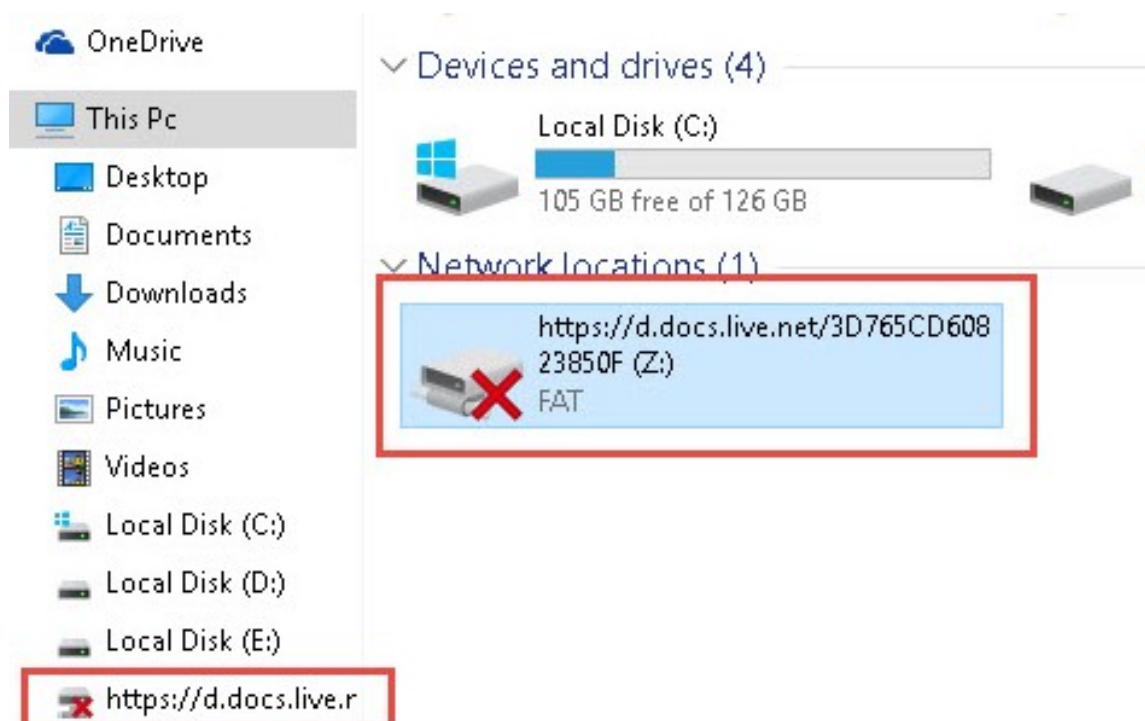 OneDrive
This Pc
Desktop
Documents
Downloads
Music
Pictures
Videos
Local Disk (C:)
Local Disk (D:)
Local Disk (E:)
https://d.docs.live.r
Devices and drives (4)
Local Disk (C:)
105 GB free of 126 GB
Network locations (1)
https://d.docs.live.net/3D765CD608
23850F (Z:)
FAT